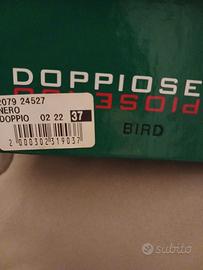 DOPPIOSE
DOPPIOSE
2079 24527
NERO
DOPPIO 02 22 37
BIRD
2 000302 319037
subito